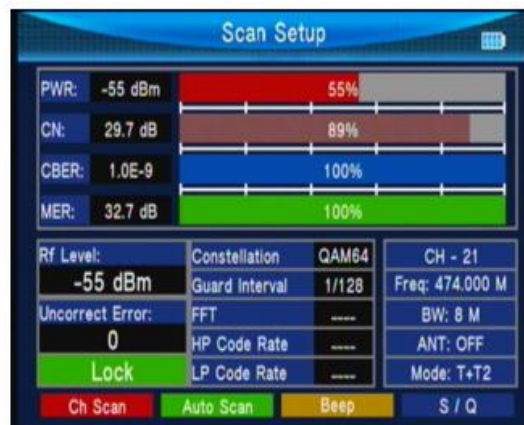 Scan Setup
PWR: -55 dBm 55%
CN: 29.7 dB 89%
CBER: 1.0E-9 100%
MER: 32.7 dB 100%
Rf Level:
-55 dBm
Uncorrect Error:
0
Lock
Constellation QAM64
Guard Interval 1/128
FFT ----
HP Code Rate ----
LP Code Rate ----
CH - 21
Freq: 474.000 M
BW: 8 M
ANT: OFF
Mode: T+T2
Ch Scan Auto Scan Beep S / Q